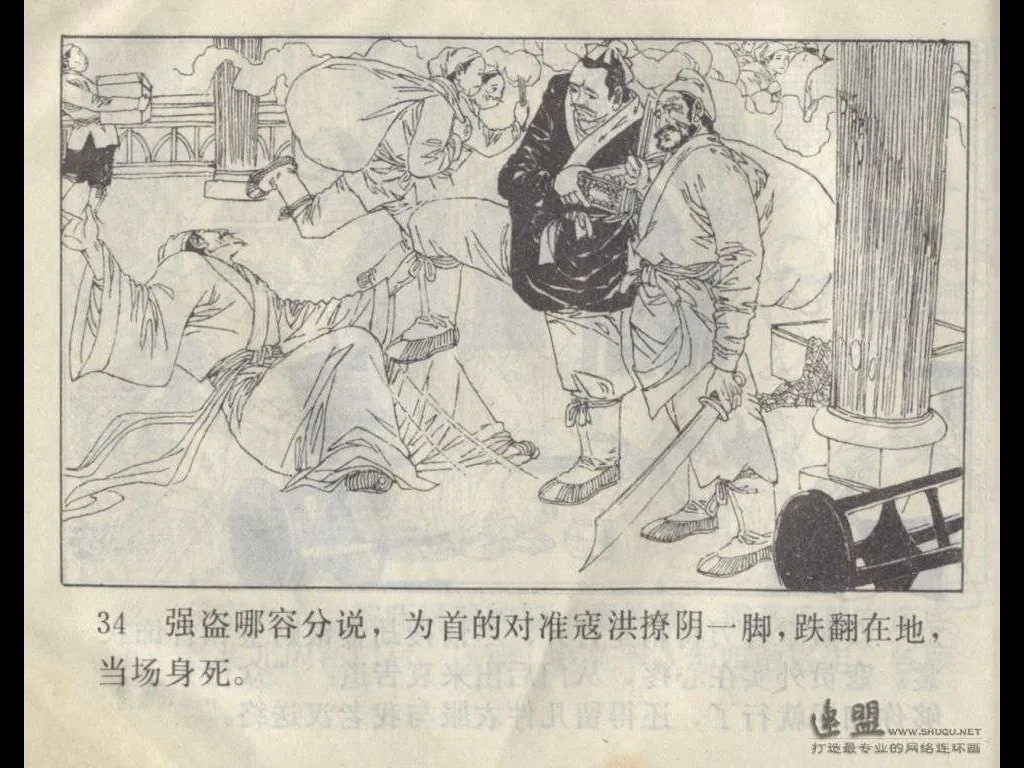 34 强盗哪容分说，为首的对准寇洪撩阴一脚，跌翻在地，
当场身死。
连盟 WWW.SHUQU.NET
打造最专业的网络连环画